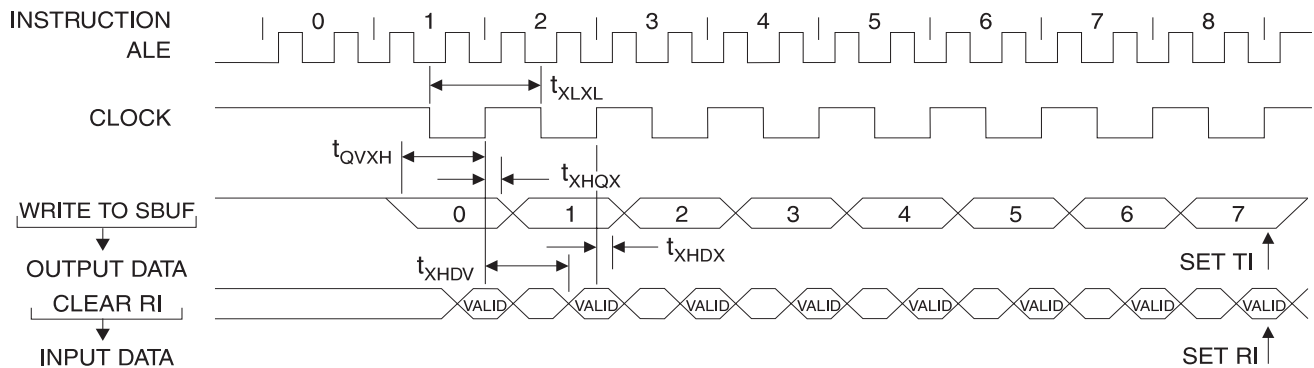 INSTRUCTION 0 1 2 3 4 5 6 7 8
ALE
tXLXL
CLOCK
tQVXH
tXHQX
WRITE TO SBUF 0 1 2 3 4 5 6 7
tXHDX
SET TI
OUTPUT DATA
tXHDV
CLEAR RI
VALID VALID VALID VALID VALID VALID VALID VALID
INPUT DATA
SET RI